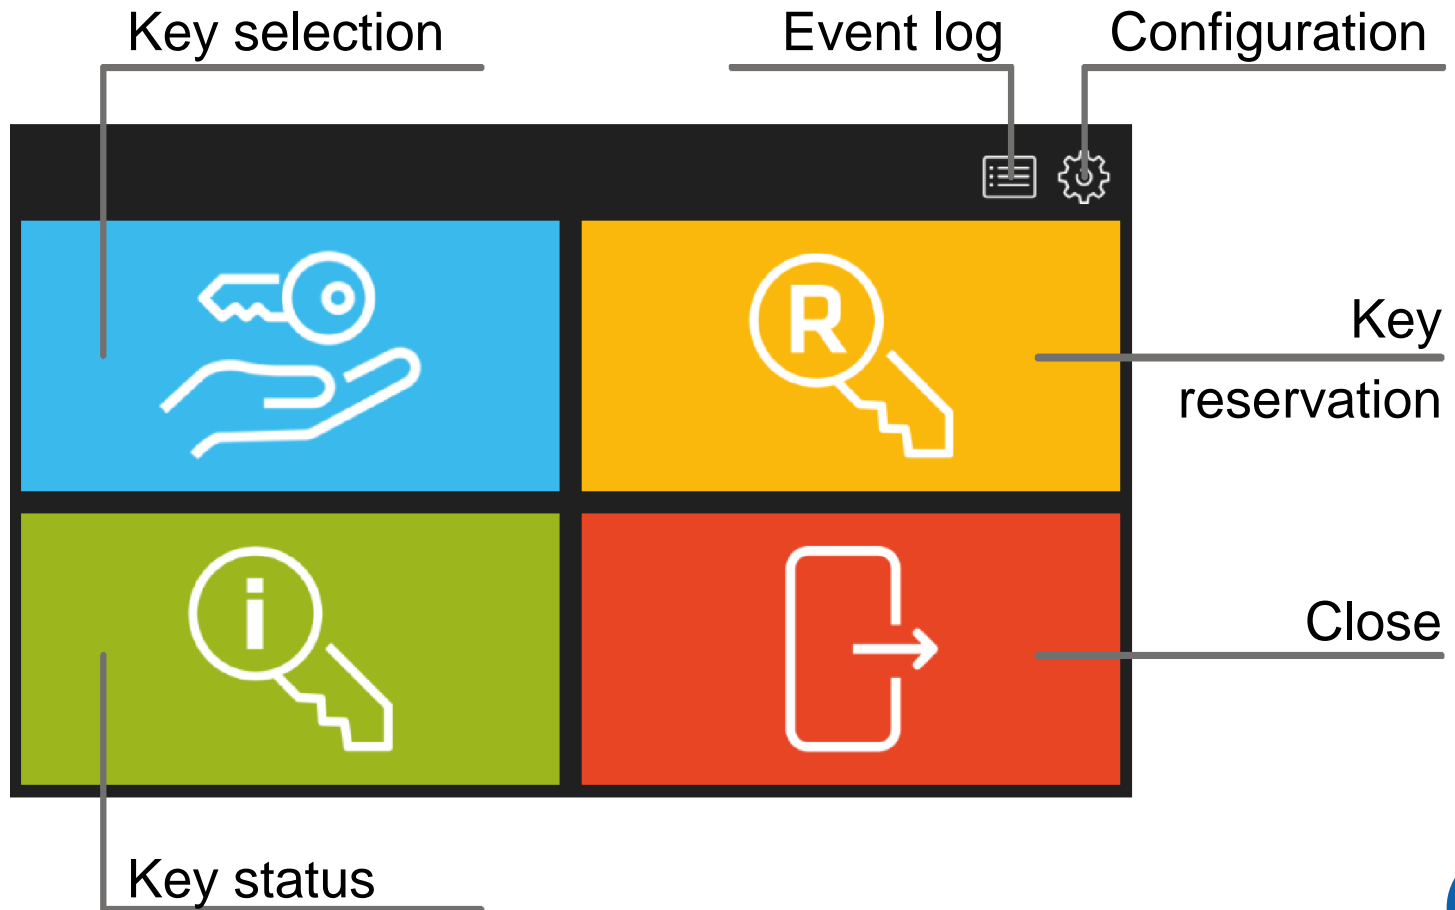 Key selection
Event log
Configuration
R
Key
reservation
i
Close
Key status